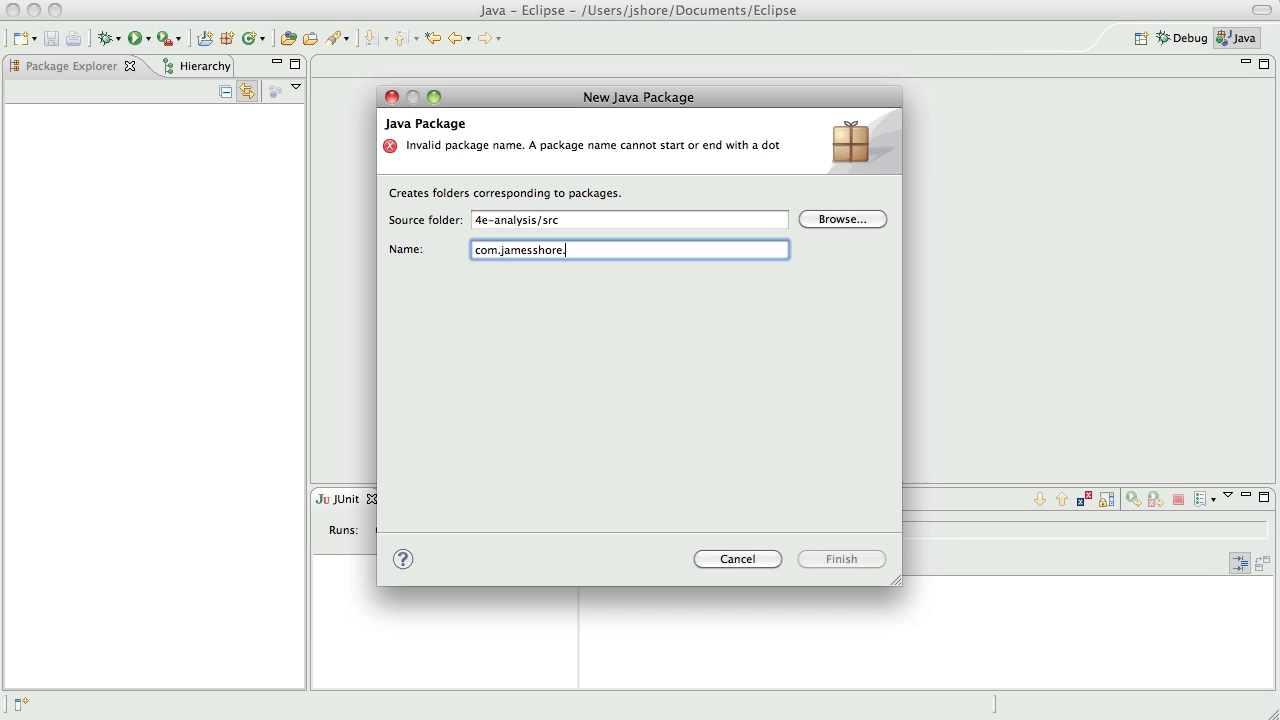 Java – Eclipse – /Users/jshore/Documents/Eclipse
Debug
Java
Package Explorer
Hierarchy
New Java Package
Java Package
Invalid package name. A package name cannot start or end with a dot
Creates folders corresponding to packages.
Source folder: 4e-analysis/src Browse...
Name: com.jamesshore.
JUnit
Runs:
? Cancel Finish